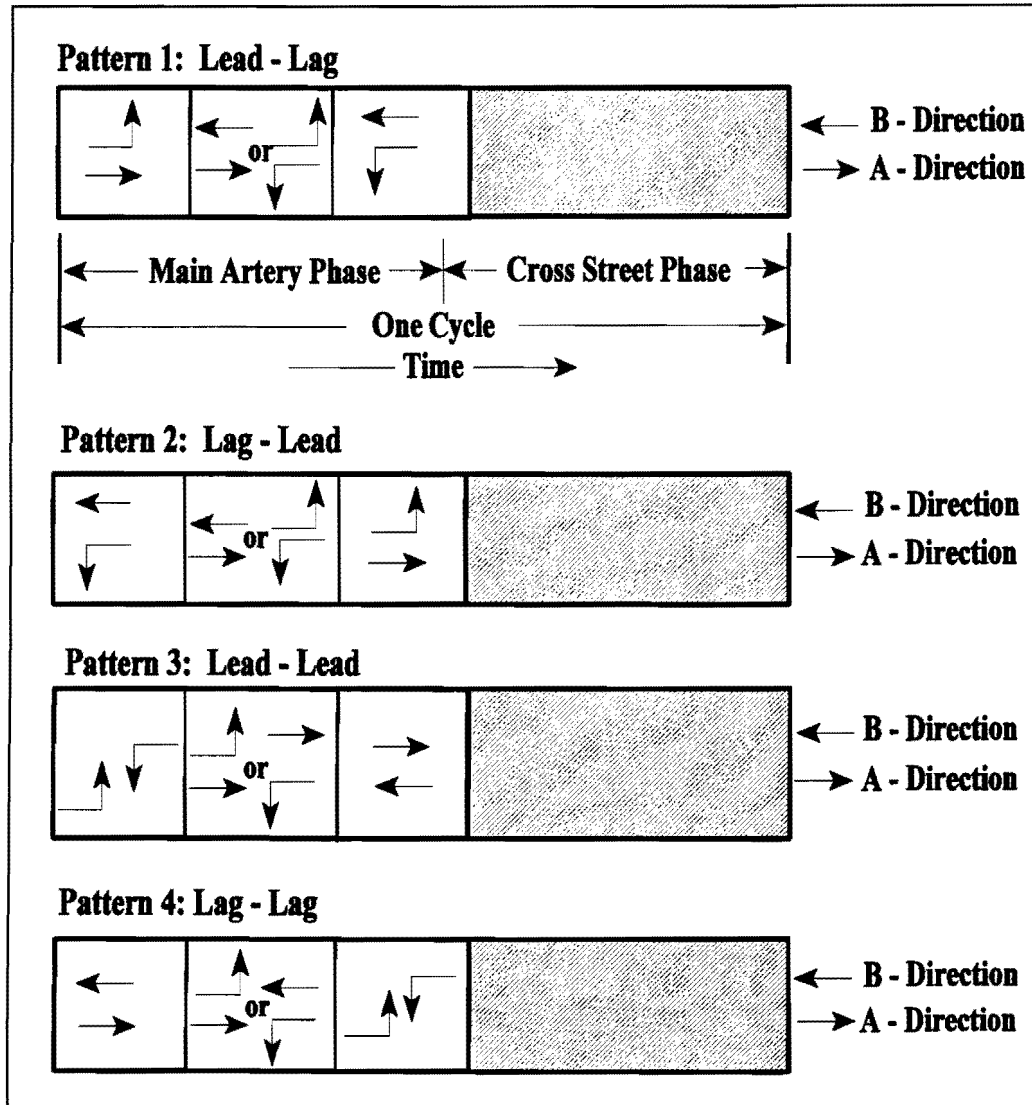 Pattern 1: Lead - Lag
or
B - Direction
A - Direction
Main Artery Phase
Cross Street Phase
One Cycle
Time
Pattern 2: Lag - Lead
or
B - Direction
A - Direction
Pattern 3: Lead - Lead
or
B - Direction
A - Direction
Pattern 4: Lag - Lag
or
B - Direction
A - Direction